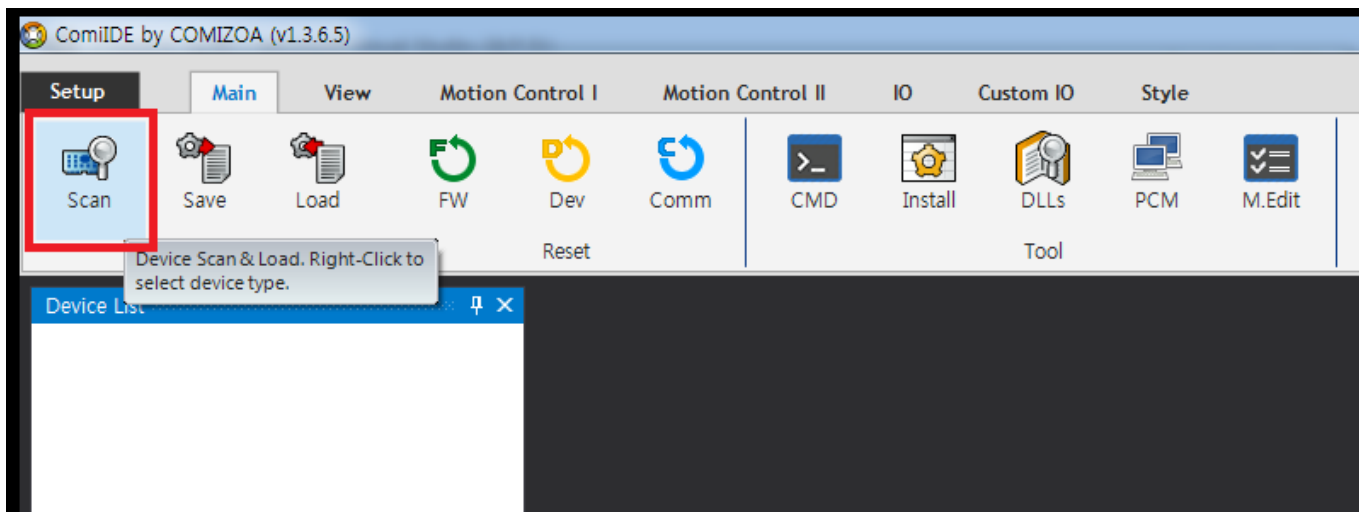 ComiIDE by COMIZOA (v1.3.6.5)
Setup Main View Motion Control I Motion Control II IO Custom IO Style
F D C >_
Scan Save Load FW Dev Comm CMD Install DLLs PCM M.Edit
Reset Tool
Device Scan & Load. Right-Click to
select device type.
Device List